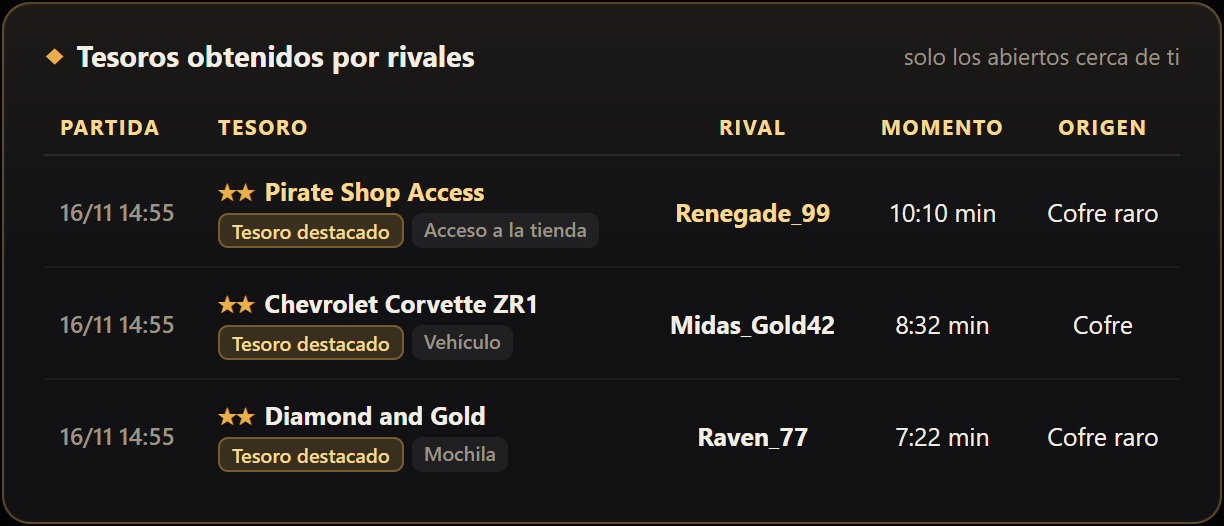 ◆ Tesoros obtenidos por rivales
solo los abiertos cerca de ti
PARTIDA TESORO RIVAL MOMENTO ORIGEN
★★ Pirate Shop Access
16/11 14:55 Renegade_99 10:10 min Cofre raro
Tesoro destacado Acceso a la tienda
★★ Chevrolet Corvette ZR1
16/11 14:55 Midas_Gold42 8:32 min Cofre
Tesoro destacado Vehículo
★★ Diamond and Gold
16/11 14:55 Raven_77 7:22 min Cofre raro
Tesoro destacado Mochila